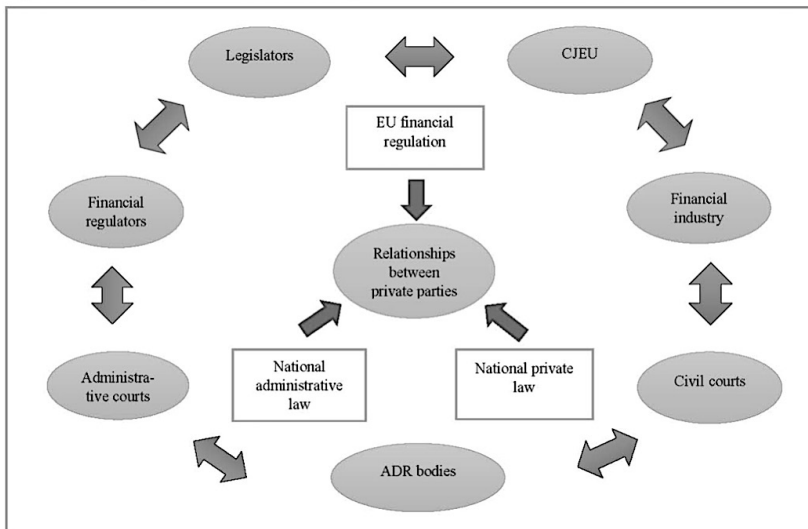 Legislators
CJEU
EU financial
regulation
Financial
regulators
Financial
industry
Relationships
between
private parties
National
administrative
law
National private
law
Administra-
tive courts
Civil courts
ADR bodies